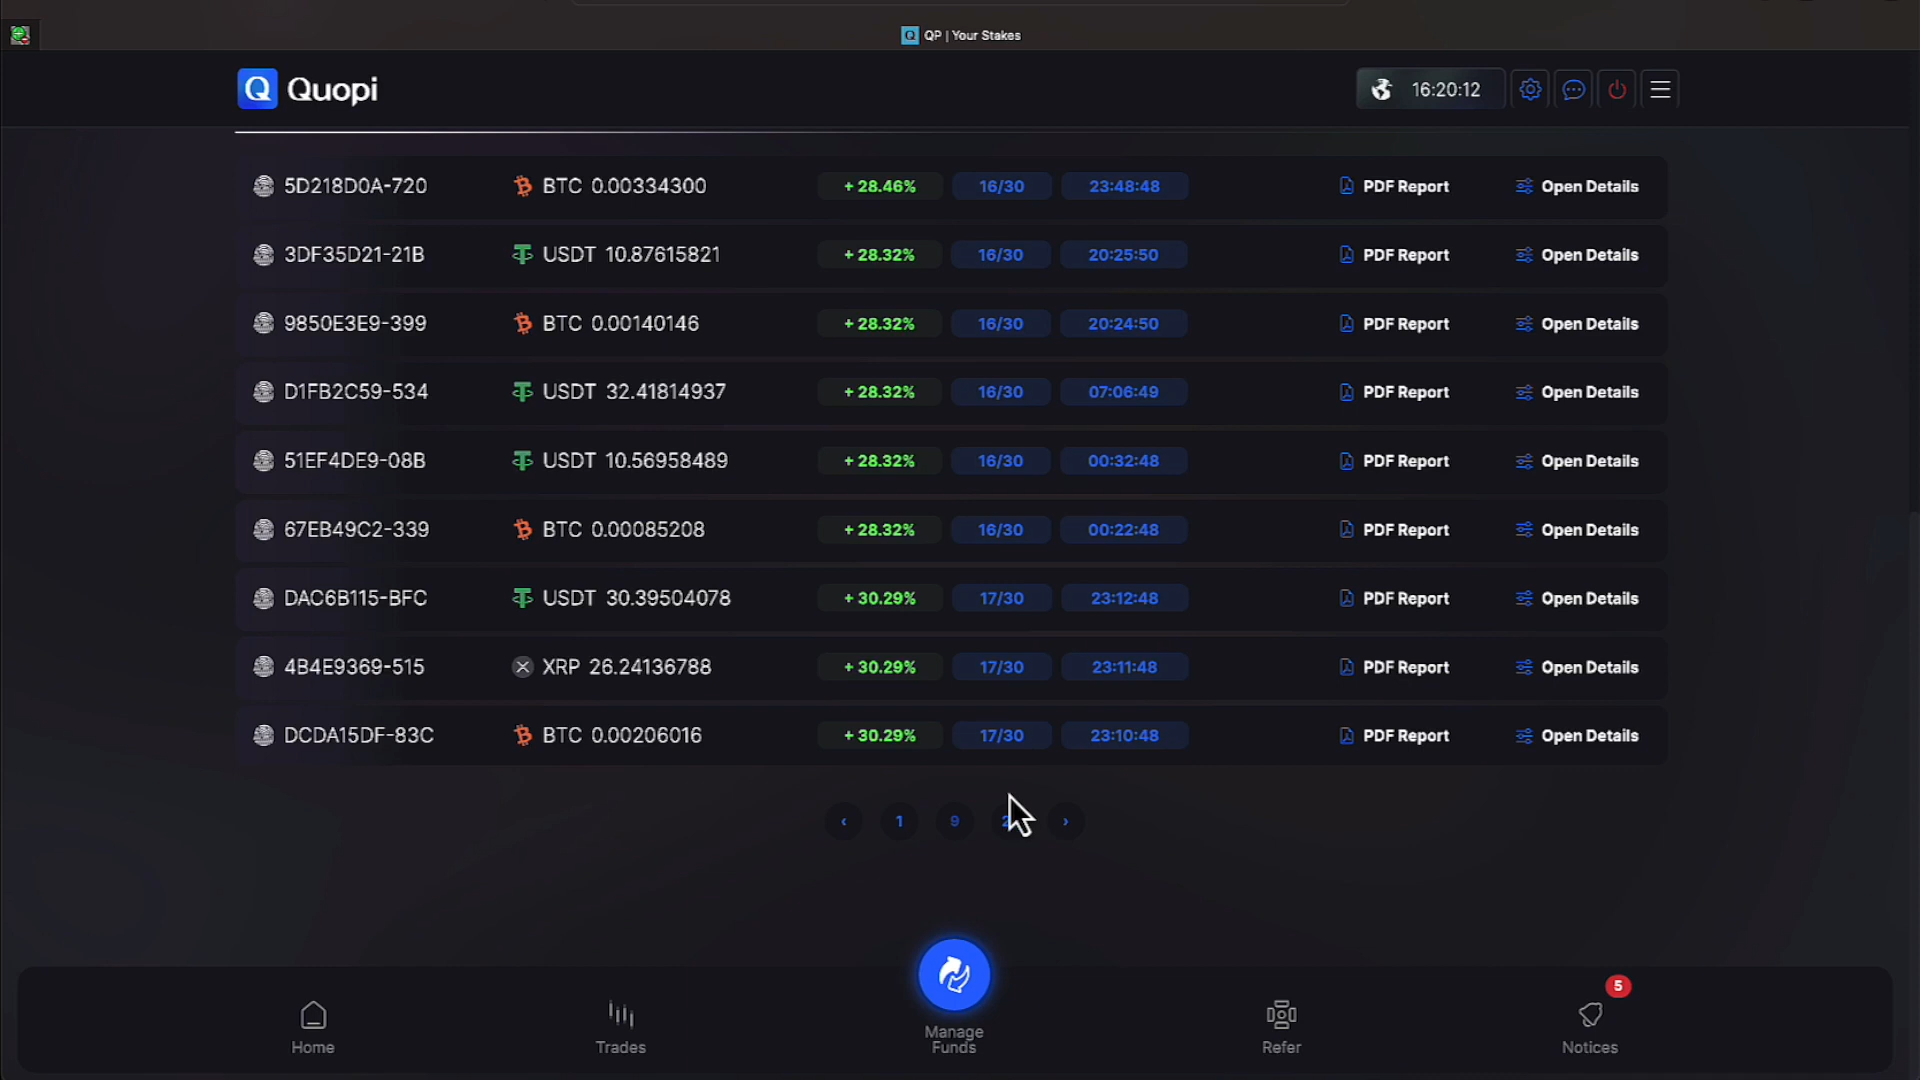 QP | Your Stakes
Quopi 16:20:12
5D218D0A-720 BTC 0.00334300 + 28.46% 16/30 23:48:48 PDF Report Open Details
3DF35D21-21B USDT 10.87615821 + 28.32% 16/30 20:25:50 PDF Report Open Details
9850E3E9-399 BTC 0.00140146 + 28.32% 16/30 20:24:50 PDF Report Open Details
D1FB2C59-534 USDT 32.41814937 + 28.32% 16/30 07:06:49 PDF Report Open Details
51EF4DE9-08B USDT 10.56958489 + 28.32% 16/30 00:32:48 PDF Report Open Details
67EB49C2-339 BTC 0.00085208 + 28.32% 16/30 00:22:48 PDF Report Open Details
DAC6B115-BFC USDT 30.39504078 + 30.29% 17/30 23:12:48 PDF Report Open Details
4B4E9369-515 XRP 26.24136788 + 30.29% 17/30 23:11:48 PDF Report Open Details
DCDA15DF-83C BTC 0.00206016 + 30.29% 17/30 23:10:48 PDF Report Open Details
‹ 1 9 ›
5
Home Trades Manage Funds Refer Notices